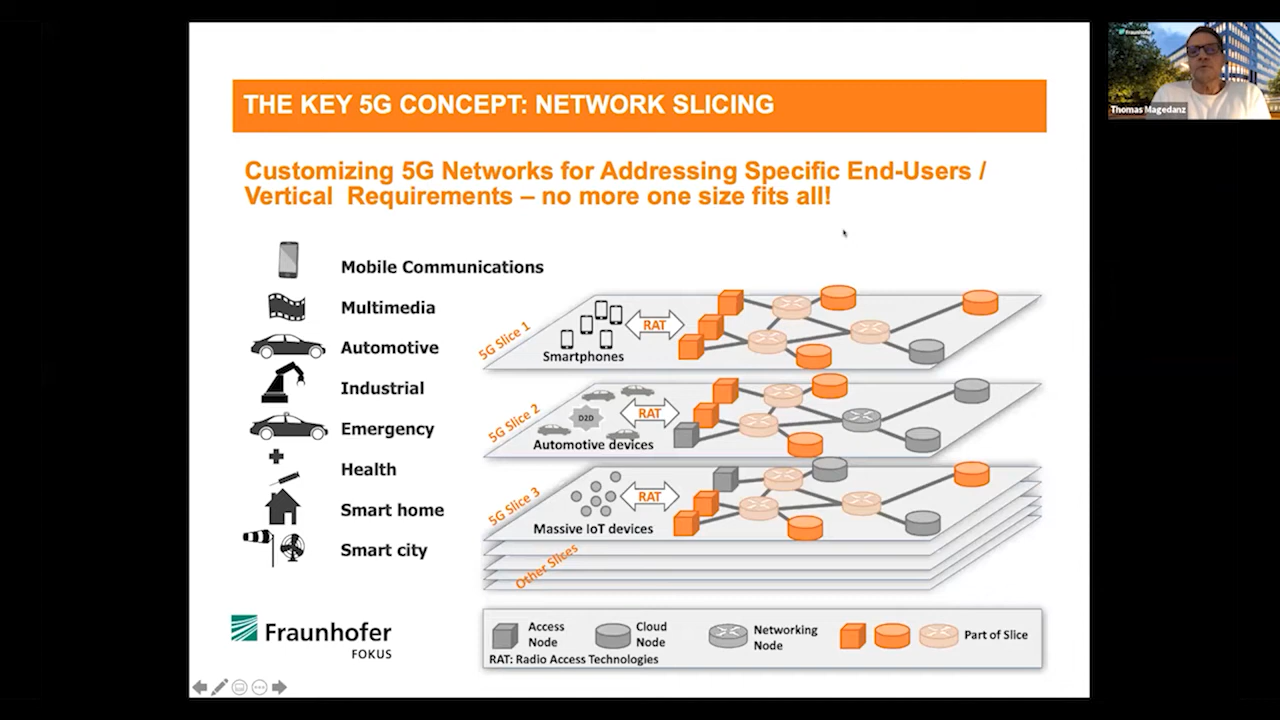 THE KEY 5G CONCEPT: NETWORK SLICING
Customizing 5G Networks for Addressing Specific End-Users /
Vertical Requirements – no more one size fits all!
Mobile Communications
Multimedia
Automotive
Industrial
Emergency
Health
Smart home
Smart city
5G Slice 1
Smartphones
RAT
5G Slice 2
D2D
Automotive devices
RAT
5G Slice 3
Massive IoT devices
RAT
Other Slices
Access
Node
Cloud
Node
Networking
Node
Part of Slice
RAT: Radio Access Technologies
Fraunhofer
FOKUS
Fraunhofer
Thomas Magedanz